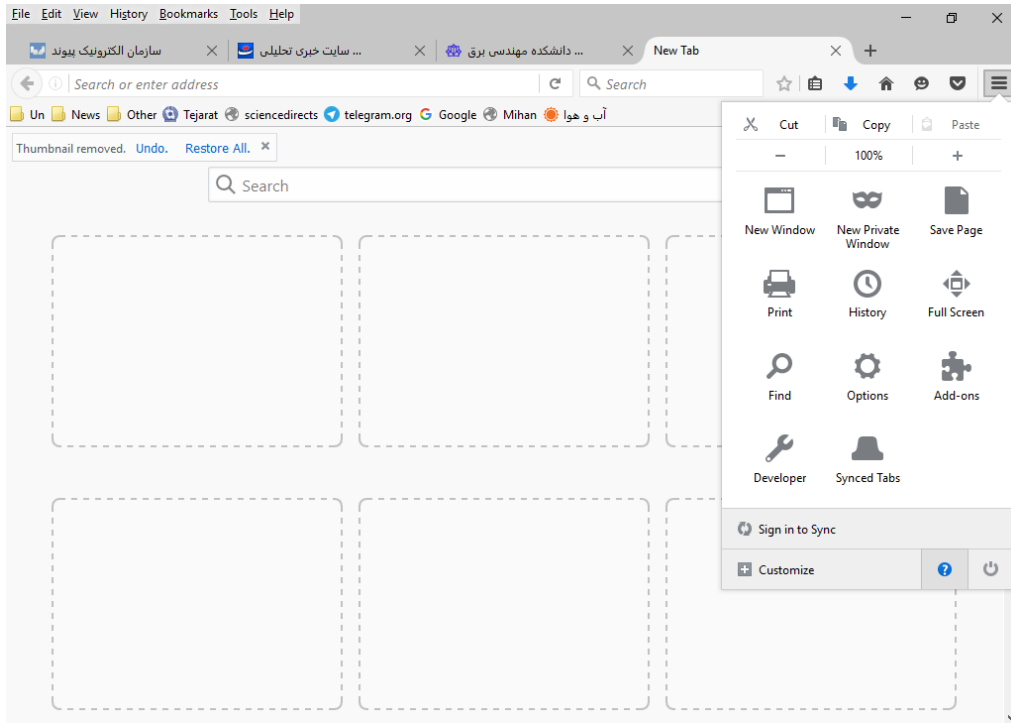 File Edit View History Bookmarks Tools Help
سازمان الکترونیک پیوند
سایت خبری تحلیلی ...
دانشکده مهندسی برق ...
New Tab
Search or enter address
Search
Un News Other Tejarat sciencedirects telegram.org Google Mihan آب و هوا
Thumbnail removed. Undo. Restore All.
Search
Cut Copy Paste
100%
New Window
New Private Window
Save Page
Print
History
Full Screen
Find
Options
Add-ons
Developer
Synced Tabs
Sign in to Sync
Customize